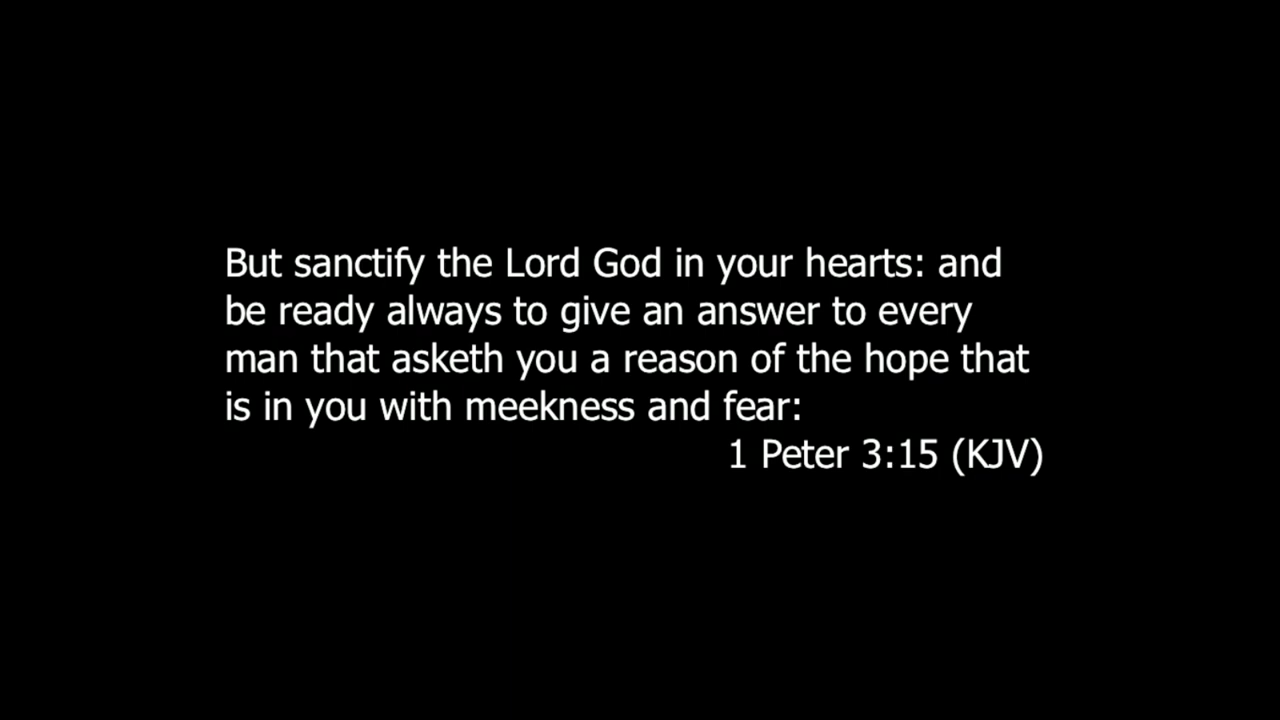 But sanctify the Lord God in your hearts: and
be ready always to give an answer to every
man that asketh you a reason of the hope that
is in you with meekness and fear:
1 Peter 3:15 (KJV)